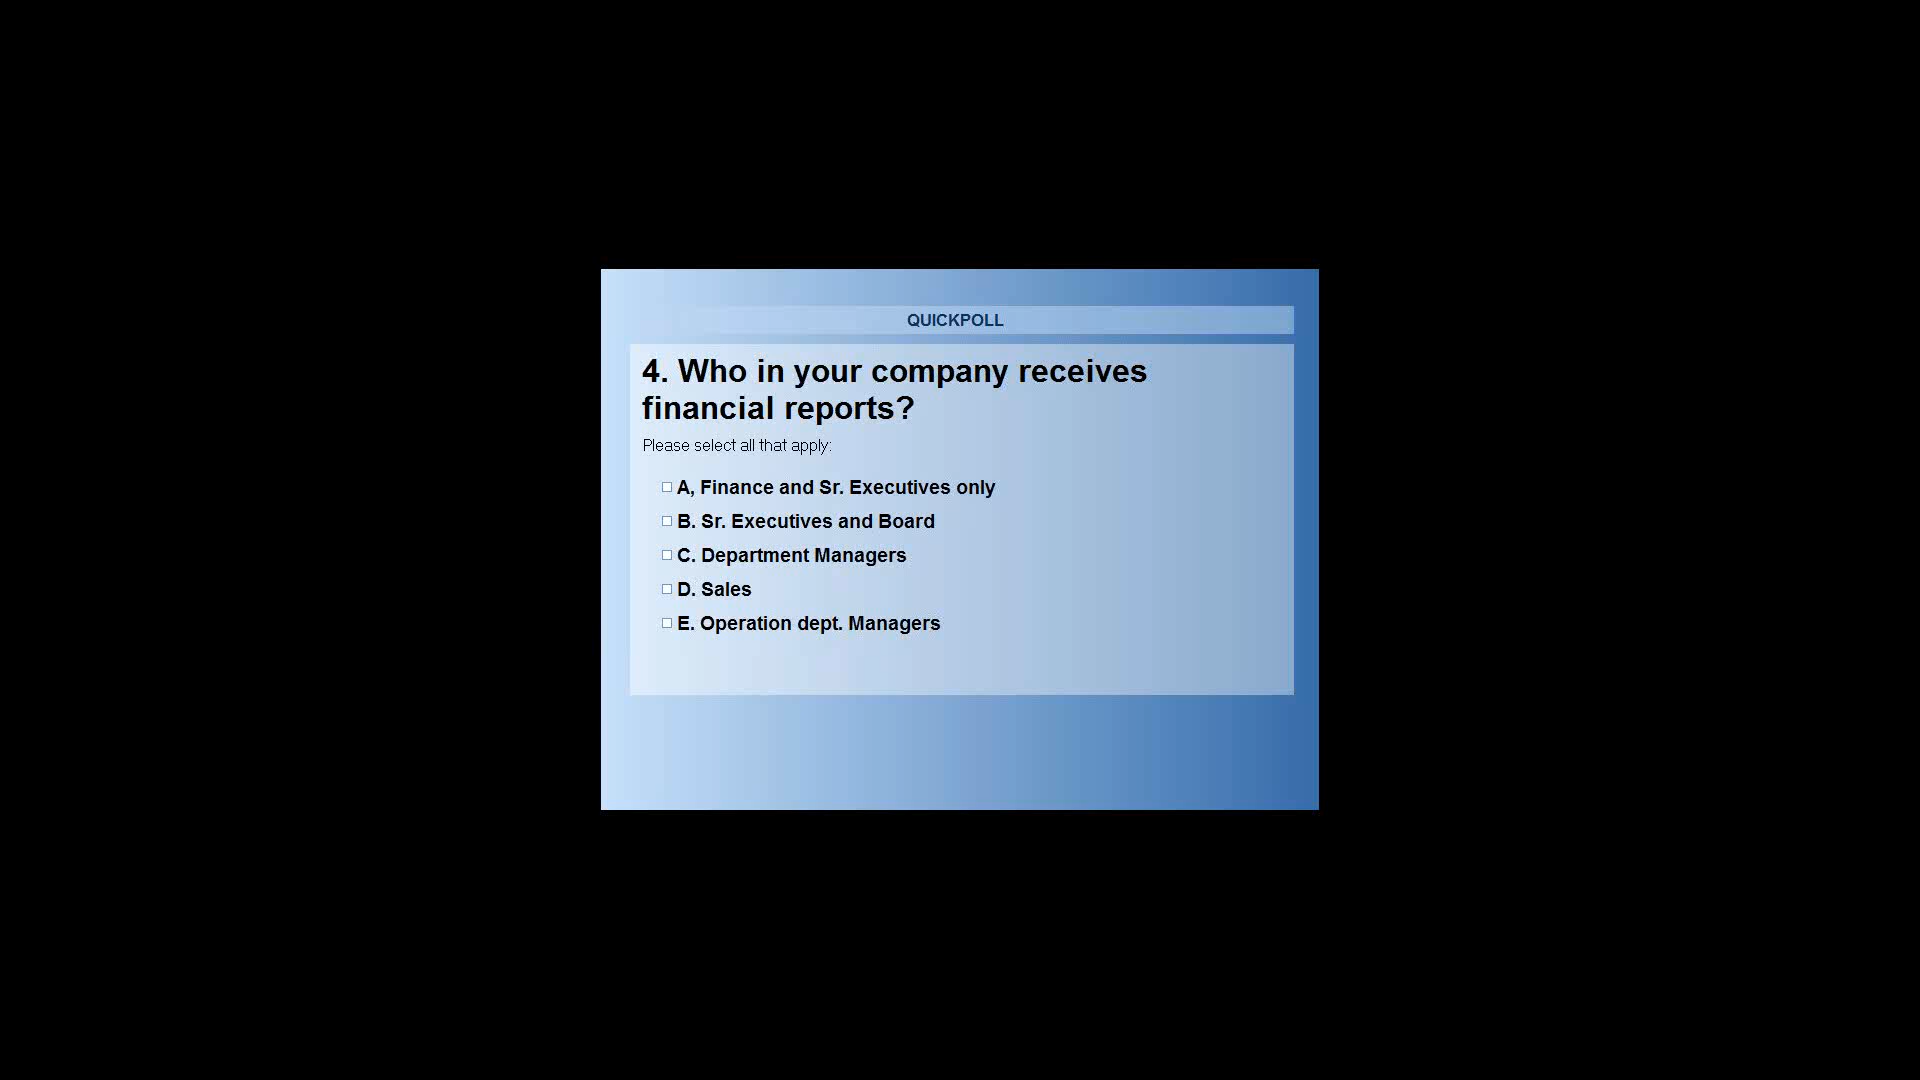 QUICKPOLL
4. Who in your company receives
financial reports?
Please select all that apply:
A, Finance and Sr. Executives only
B. Sr. Executives and Board
C. Department Managers
D. Sales
E. Operation dept. Managers